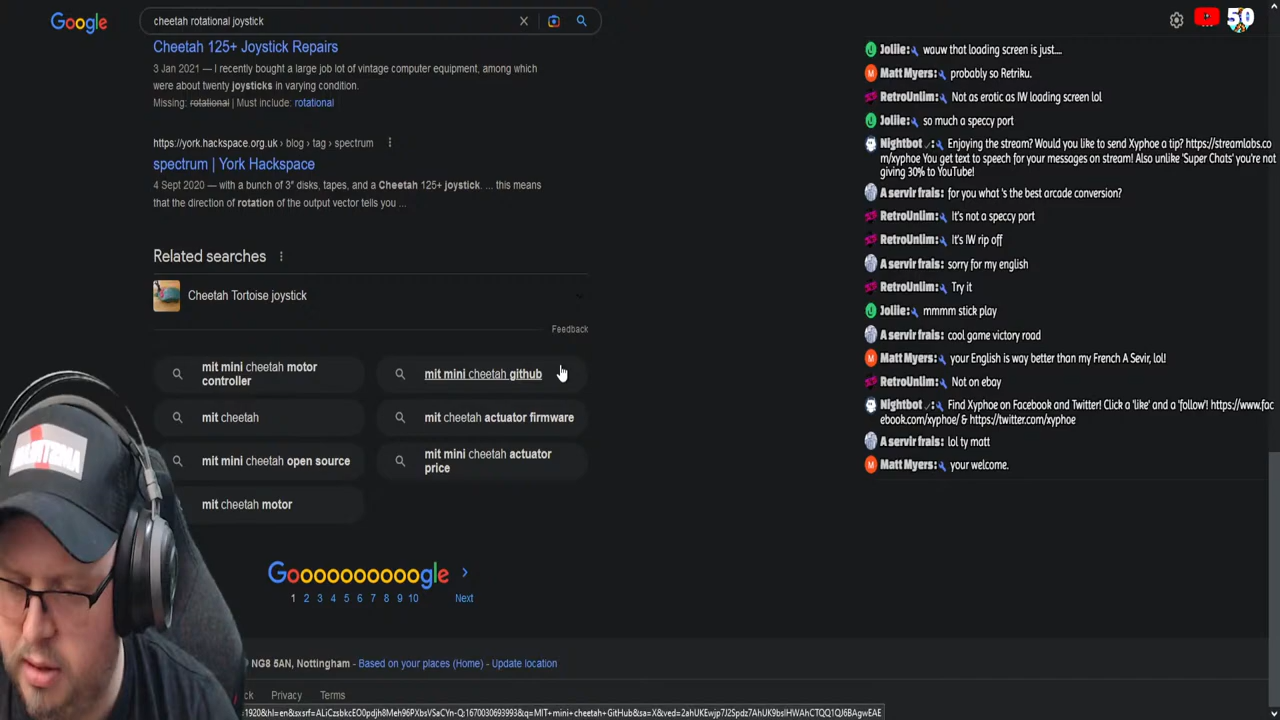 Google
cheetah rotational joystick
50
Cheetah 125+ Joystick Repairs
3 Jan 2021 — I recently bought a large job lot of vintage computer equipment, among which
were about twenty joysticks in varying condition.
Missing: rotational | Must include: rotational
https://york.hackspace.org.uk › blog › tag › spectrum
spectrum | York Hackspace
4 Sept 2020 — with a bunch of 3″ disks, tapes, and a Cheetah 125+ joystick. ... this means
that the direction of rotation of the output vector tells you ...
Related searches
Cheetah Tortoise joystick
Feedback
mit mini cheetah motor
controller
mit mini cheetah github
mit cheetah
mit cheetah actuator firmware
mit mini cheetah open source
mit mini cheetah actuator
price
mit cheetah motor
Gooooooooogle
1 2 3 4 5 6 7 8 9 10 Next
NG8 5AN, Nottingham - Based on your places (Home) - Update location
Privacy Terms
Jollie: wauw that loading screen is just....
Matt Myers: probably so Retriku.
RetroUnlim: Not as erotic as IW loading screen lol
Jollie: so much a speccy port
Nightbot: Enjoying the stream? Would you like to send Xyphoe a tip? https://streamlabs.co
m/xyphoe You get text to speech for your messages on stream! Also unlike 'Super Chats' you're not
giving 30% to YouTube!
A servir frais: for you what 's the best arcade conversion?
RetroUnlim: It's not a speccy port
RetroUnlim: It's IW rip off
A servir frais: sorry for my english
RetroUnlim: Try it
Jollie: mmmm stick play
A servir frais: cool game victory road
Matt Myers: your English is way better than my French A Sevir, lol!
RetroUnlim: Not on ebay
Nightbot: Find Xyphoe on Facebook and Twitter! Click a 'like' and a 'follow'! https://www.fac
ebook.com/xyphoe/ & https://twitter.com/xyphoe
A servir frais: lol ty matt
Matt Myers: your welcome.